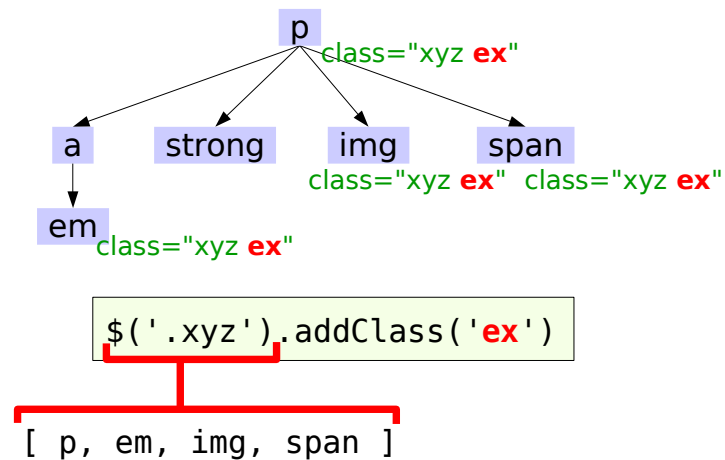 p
class="xyz ex"
a strong img span
class="xyz ex" class="xyz ex"
em
class="xyz ex"
$('.xyz').addClass('ex')
[ p, em, img, span ]